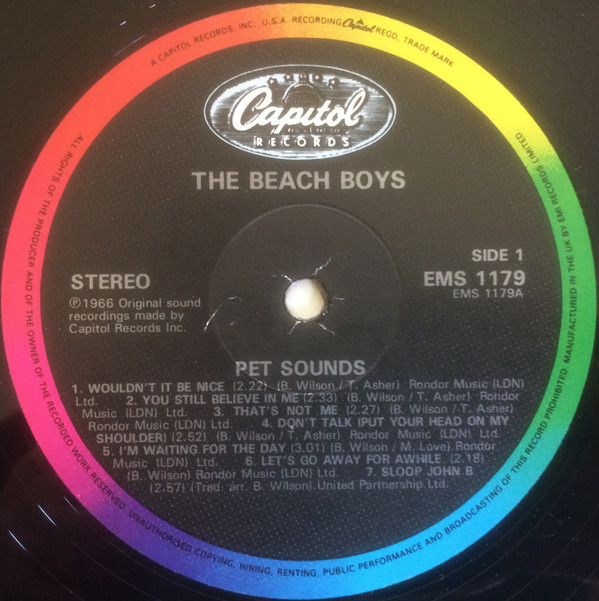 A CAPITOL RECORDS, INC., U.S.A. RECORDING Capitol REGD. TRADE MARK
Capitol
RECORDS
THE BEACH BOYS
STEREO
℗1966 Original sound
recordings made by
Capitol Records Inc.
SIDE 1
EMS 1179
EMS 1179A
PET SOUNDS
1. WOULDN'T IT BE NICE (2.22) (B. Wilson / T. Asher) Rondor Music (LDN)
Ltd. 2. YOU STILL BELIEVE IN ME (2.33) (B. Wilson / T. Asher) Rondor
Music (LDN) Ltd. 3. THAT'S NOT ME (2.27) (B. Wilson / T. Asher)
Rondor Music (LDN) Ltd. 4. DON'T TALK (PUT YOUR HEAD ON MY
SHOULDER) (2.52) (B. Wilson / T. Asher) Rondor Music (LDN) Ltd.
5. I'M WAITING FOR THE DAY (3.01) (B. Wilson / M. Love) Rondor
Music (LDN) Ltd. 6. LET'S GO AWAY FOR AWHILE (2.18)
(B. Wilson) Rondor Music (LDN) Ltd. 7. SLOOP JOHN B
(2.57) (Trad. arr. B. Wilson) United Partnership Ltd.
ALL RIGHTS OF THE PRODUCER AND OF THE OWNER OF THE RECORDED WORK RESERVED. UNAUTHORISED COPYING, HIRING, RENTING, PUBLIC PERFORMANCE AND BROADCASTING OF THIS RECORD PROHIBITED. MANUFACTURED IN THE UK BY EMI RECORDS LIMITED